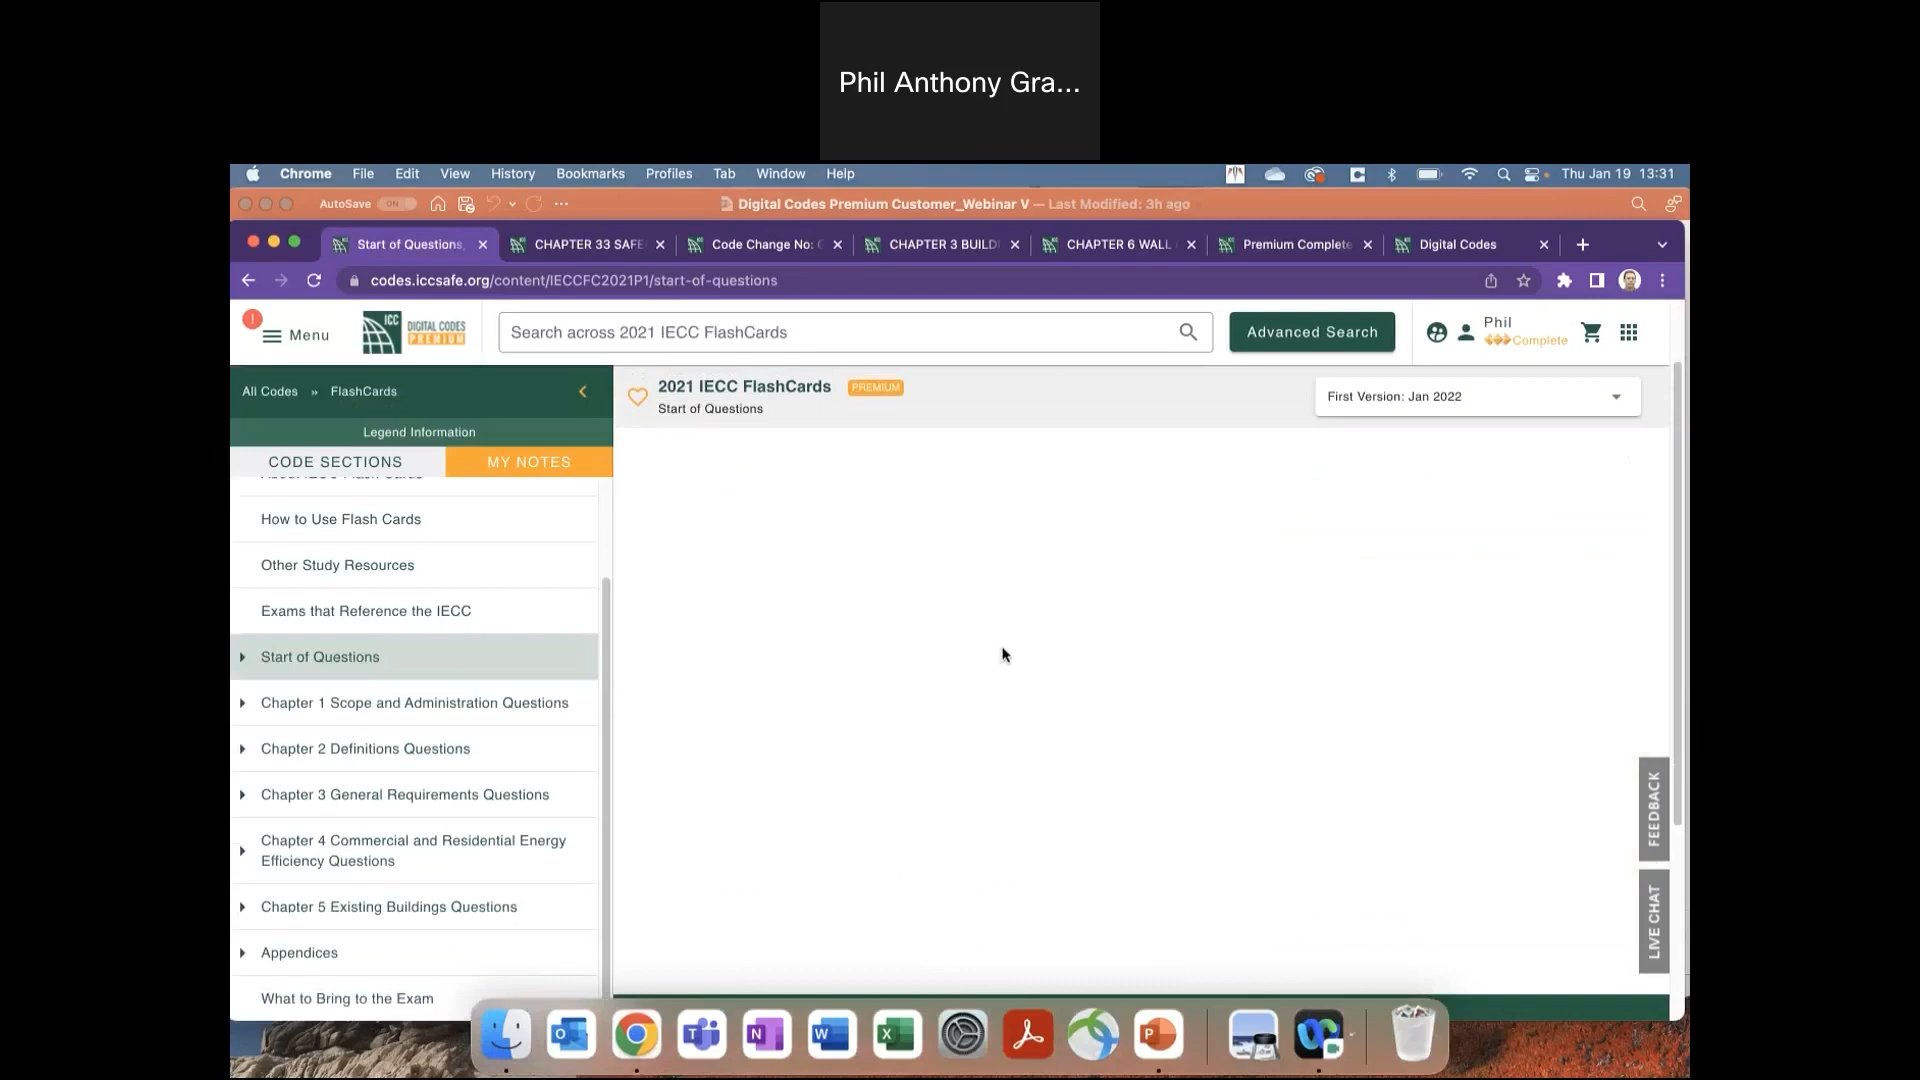 Phil Anthony Gra...
Chrome File Edit View History Bookmarks Profiles Tab Window Help Thu Jan 19 13:31
AutoSave ON Digital Codes Premium Customer_Webinar V — Last Modified: 3h ago
Start of Questions, CHAPTER 33 SAFE CODE Change No: CHAPTER 3 BUILD CHAPTER 6 WALL Premium Complete Digital Codes
codes.iccsafe.org/content/IECCFC2021P1/start-of-questions
Menu
ICC
DIGITAL CODES
PREMIUM
Search across 2021 IECC FlashCards
Advanced Search
Phil
Complete
All Codes » FlashCards
Legend Information
CODE SECTIONS
MY NOTES
2021 IECC FlashCards PREMIUM
Start of Questions
First Version: Jan 2022
How to Use Flash Cards
Other Study Resources
Exams that Reference the IECC
Start of Questions
Chapter 1 Scope and Administration Questions
Chapter 2 Definitions Questions
Chapter 3 General Requirements Questions
Chapter 4 Commercial and Residential Energy
Efficiency Questions
Chapter 5 Existing Buildings Questions
Appendices
What to Bring to the Exam
FEEDBACK
LIVE CHAT